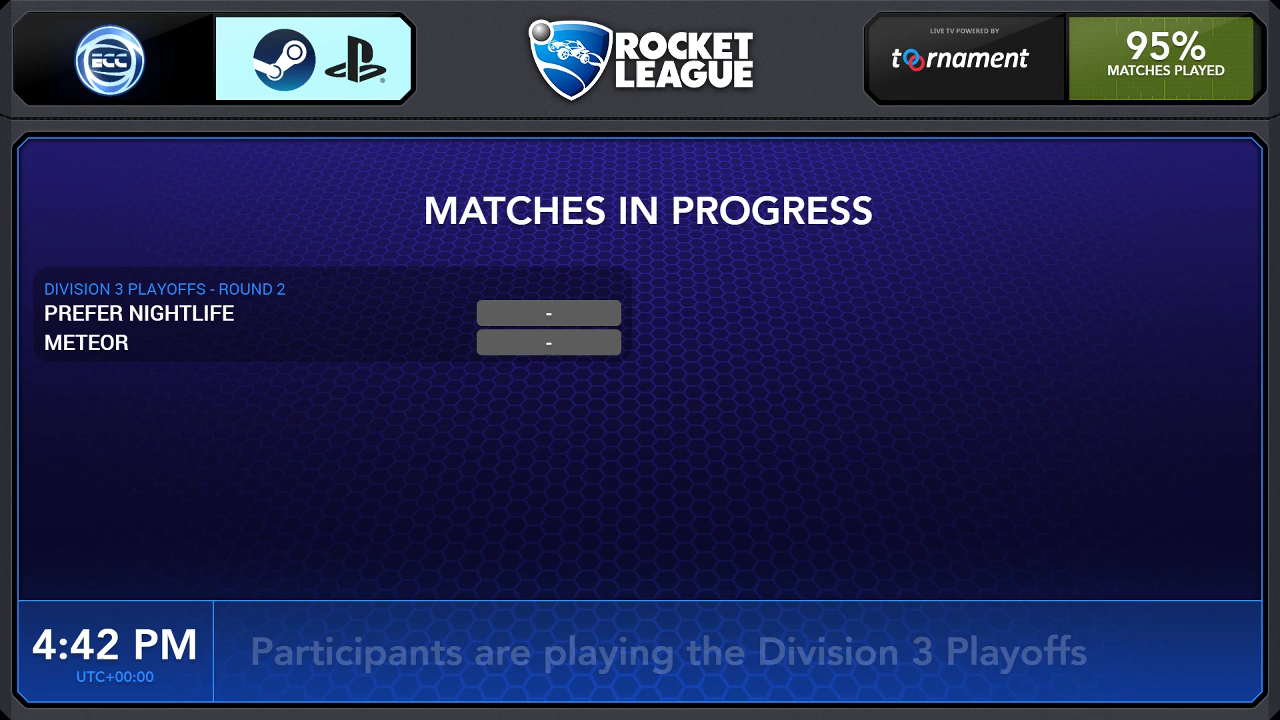 ECC
ROCKET
LEAGUE
LIVE TV POWERED BY
toornament
95%
MATCHES PLAYED
MATCHES IN PROGRESS
DIVISION 3 PLAYOFFS - ROUND 2
PREFER NIGHTLIFE -
METEOR -
4:42 PM
UTC+00:00
Participants are playing the Division 3 Playoffs